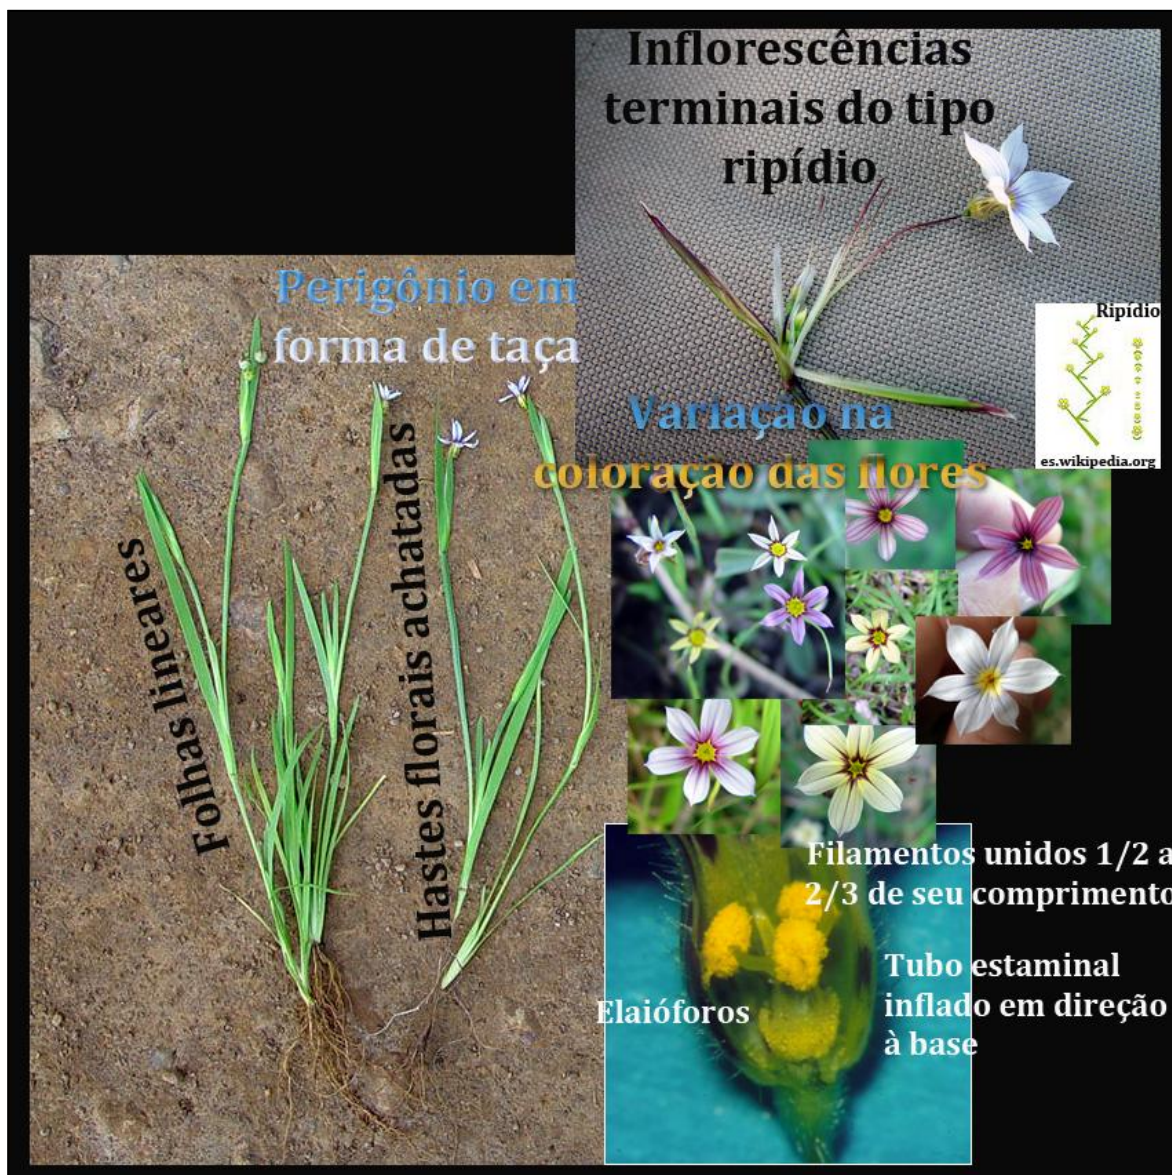 Inflorescências
terminais do tipo
ripídio
Perigônio em
forma de taça
Ripídio
es.wikipedia.org
Variação na
coloração das flores
Folhas lineares
Hastes florais achatadas
Filamentos unidos 1/2 a
2/3 de seu comprimento
Elaióforos
Tubo estaminal
inflado em direção
à base